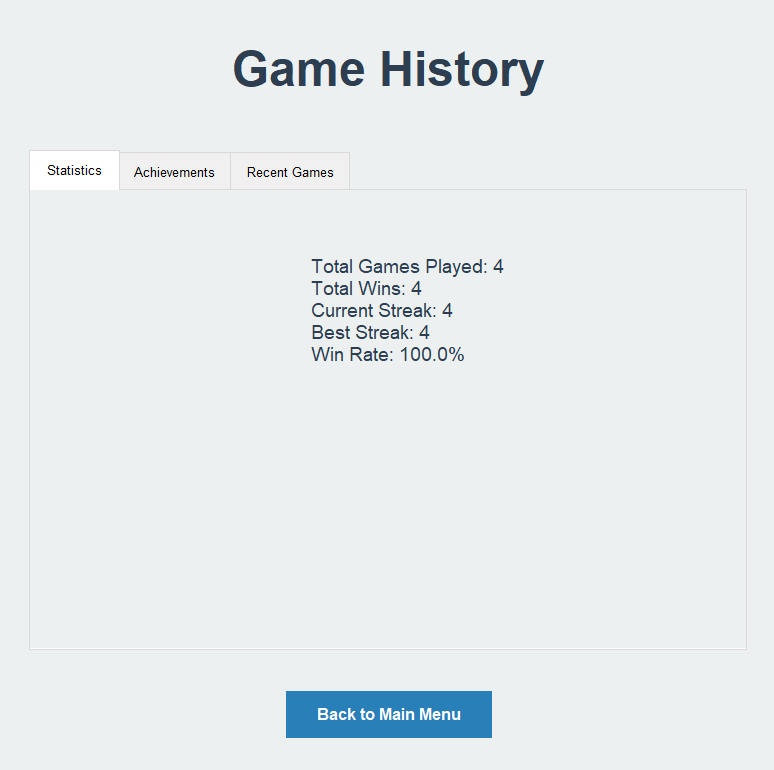 Game History
Statistics
Achievements
Recent Games
Total Games Played: 4
Total Wins: 4
Current Streak: 4
Best Streak: 4
Win Rate: 100.0%
Back to Main Menu